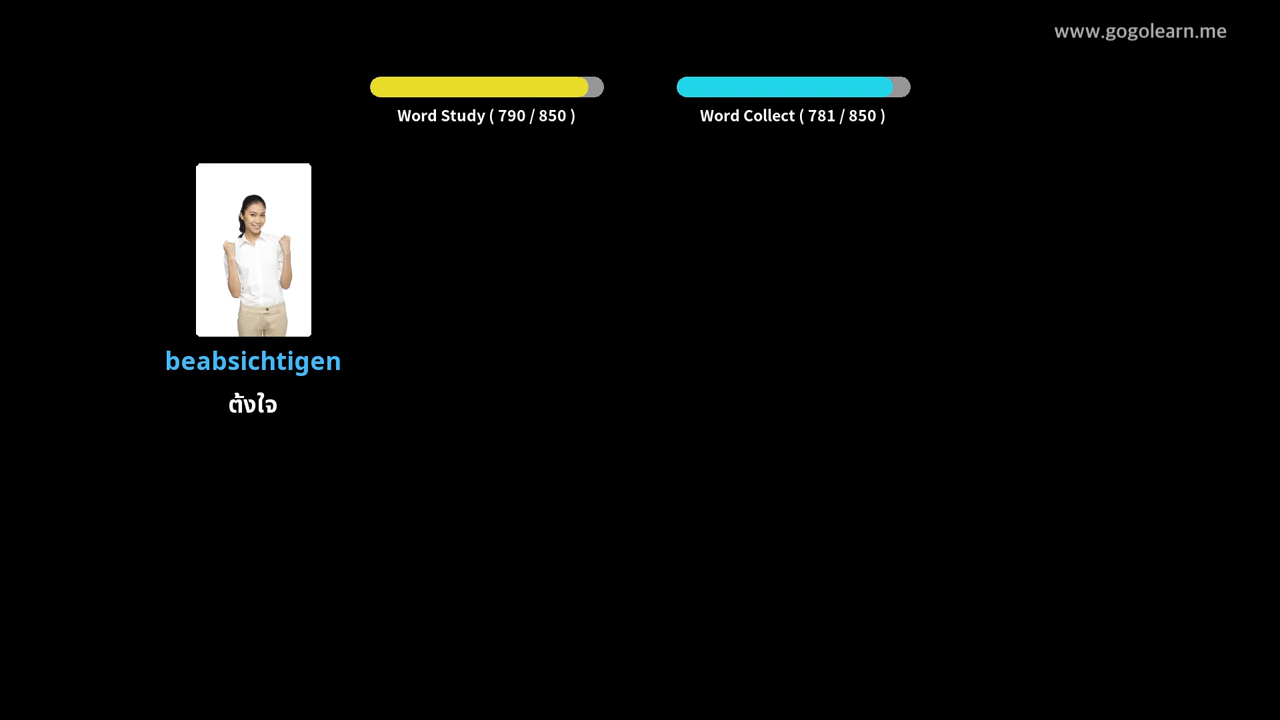 www.gogolearn.me
Word Study ( 790 / 850 )
Word Collect ( 781 / 850 )
beabsichtigen
ตั้งใจ